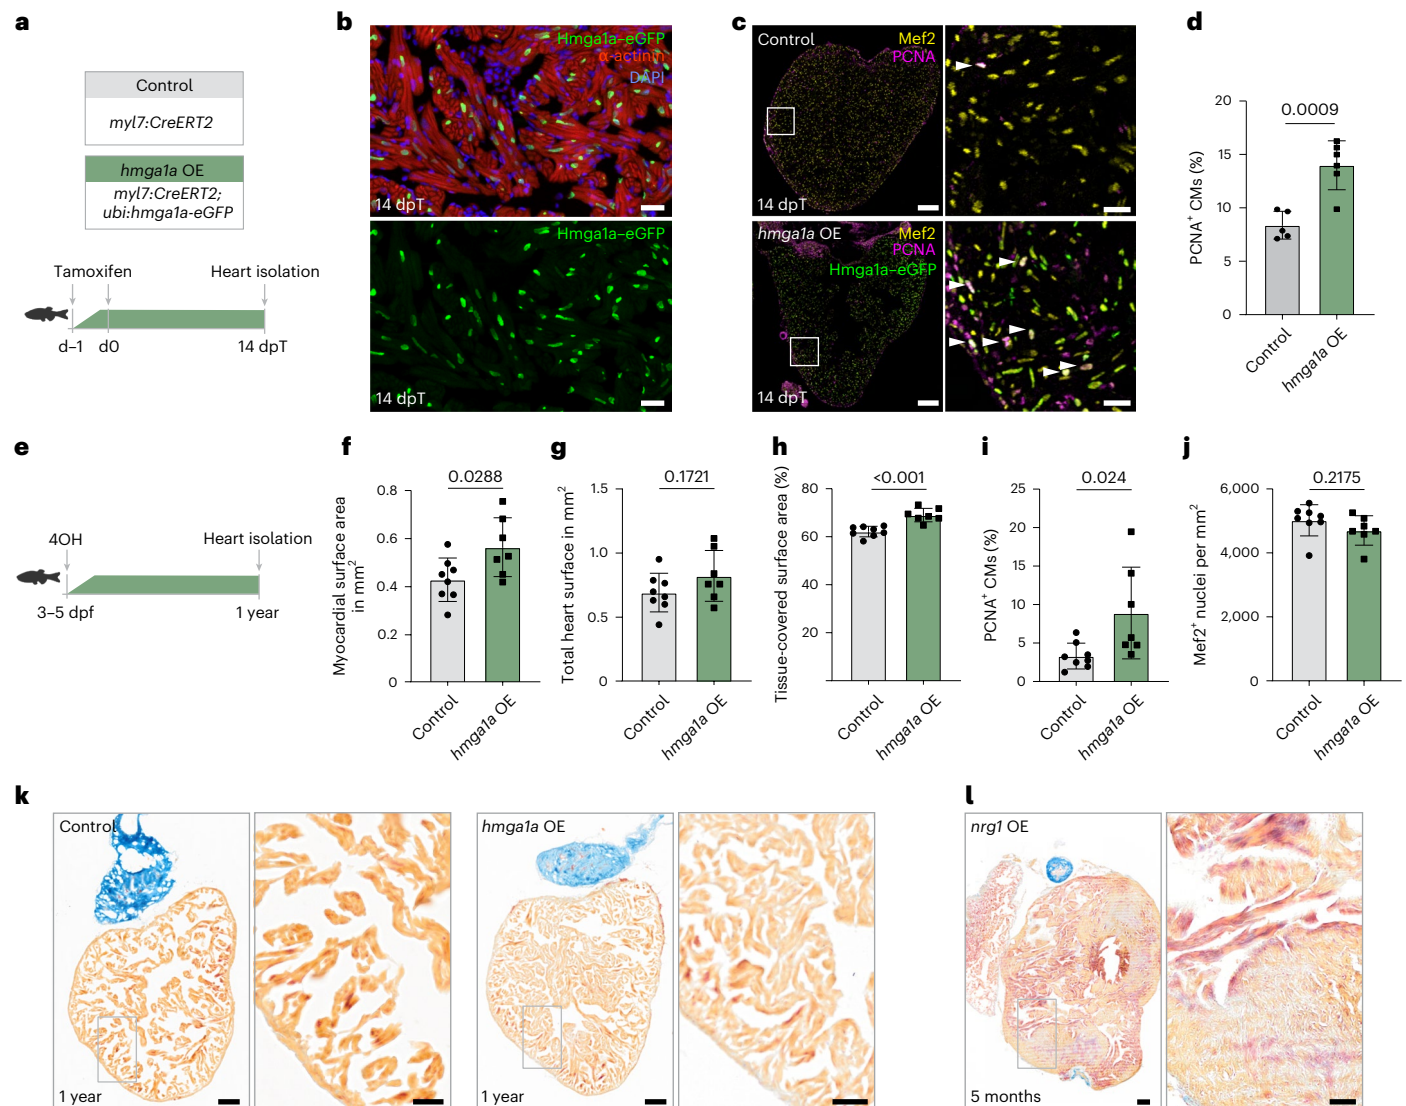 a
Control
myl7:CreERT2
hmga1a OE
myl7:CreERT2;
ubi:hmga1a-eGFP
Tamoxifen
Heart isolation
d–1
d0
14 dpT
b
Hmga1a–eGFP
α-actinin
DAPI
14 dpT
Hmga1a–eGFP
14 dpT
c
Control
Mef2
PCNA
14 dpT
hmga1a OE
Mef2
PCNA
Hmga1a–eGFP
14 dpT
d
PCNA+ CMs (%)
20
15
10
5
0
0.0009
Control
hmga1a OE
e
4OH
Heart isolation
3–5 dpf
1 year
f
Myocardial surface area
in mm2
0.8
0.6
0.4
0.2
0
0.0288
Control
hmga1a OE
g
Total heart surface in mm2
1.5
1.0
0.5
0
0.1721
Control
hmga1a OE
h
Tissue-covered surface area (%)
80
60
40
20
<0.001
Control
hmga1a OE
i
PCNA+ CMs (%)
25
20
15
10
5
0
0.024
Control
hmga1a OE
j
Mef2+ nuclei per mm2
6,000
4,000
2,000
0
0.2175
Control
hmga1a OE
k
Control
1 year
hmga1a OE
1 year
l
nrg1 OE
5 months